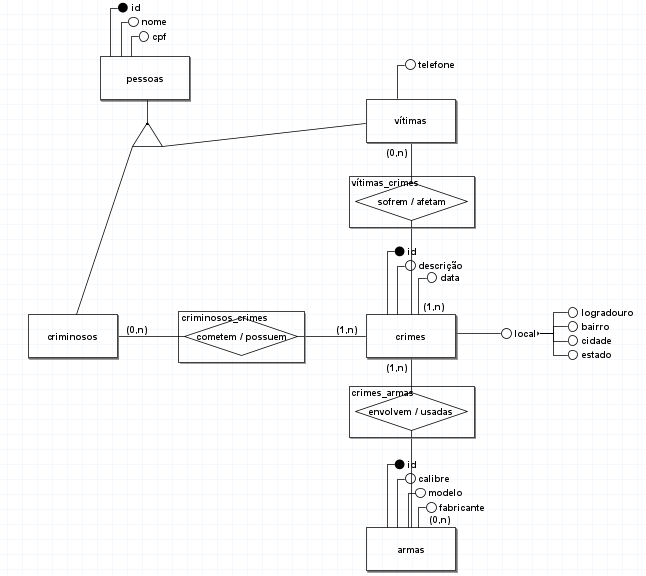 id
nome
cpf
pessoas
telefone
vítimas
(0,n)
vítimas_crimes
sofrem / afetam
id
descrição
data
(1,n)
criminosos
(0,n)
criminosos_crimes
cometem / possuem
(1,n)
crimes
local
logradouro
bairro
cidade
estado
(1,n)
crimes_armas
envolvem / usadas
id
calibre
modelo
fabricante
(0,n)
armas